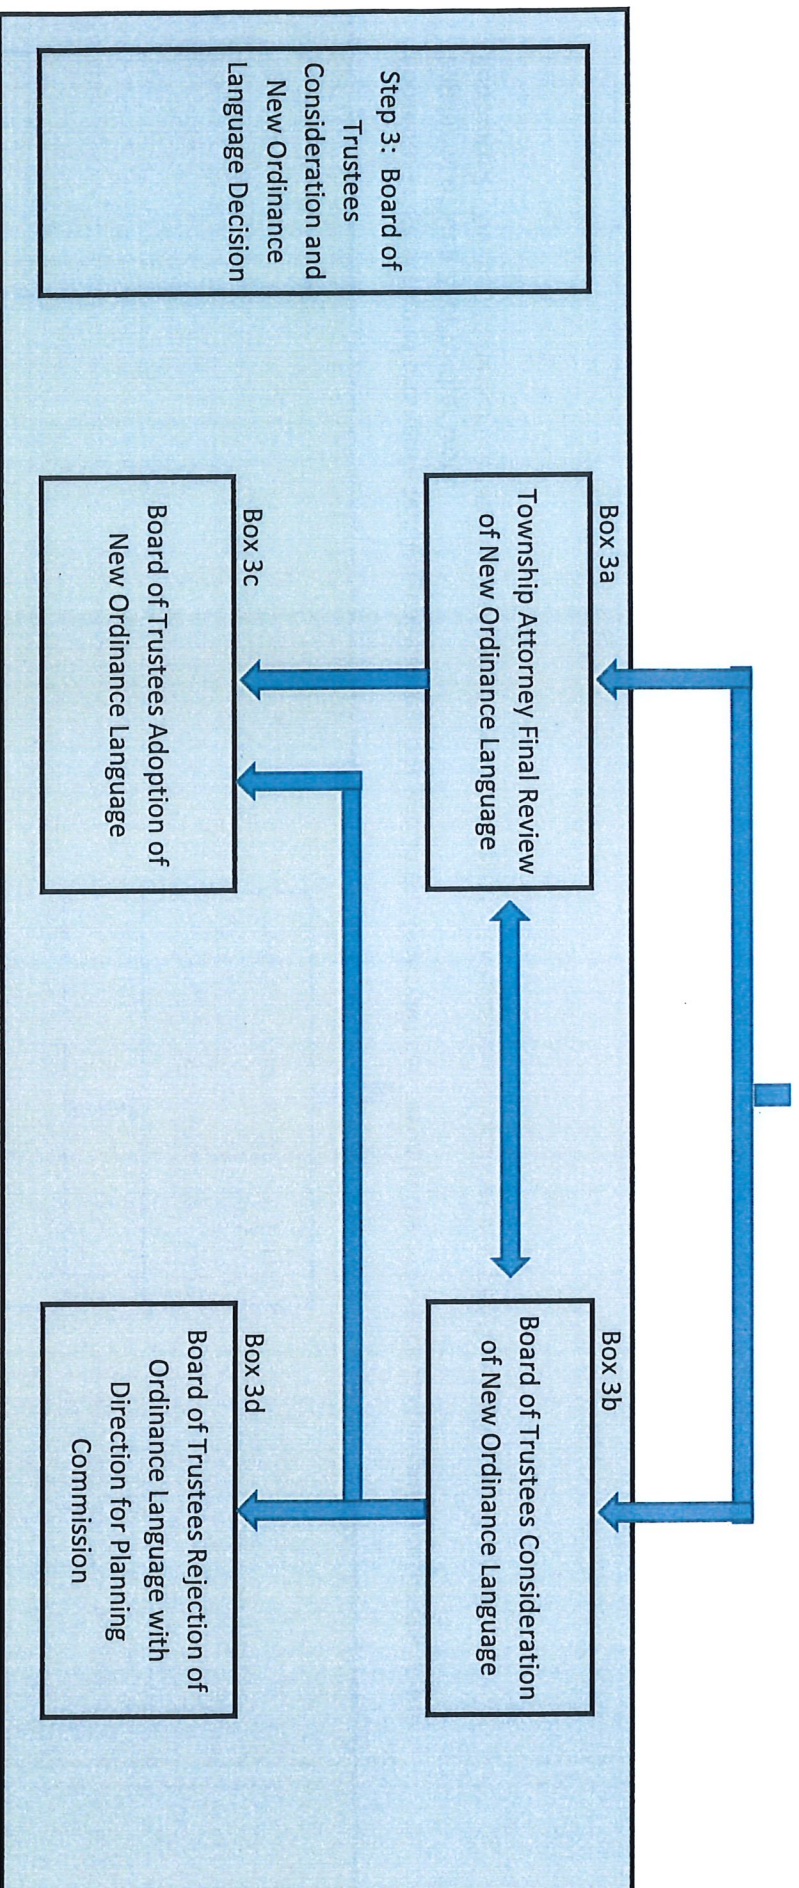 Step 3:  Board of
Trustees
Consideration and
New Ordinance
Language Decision
Box 3a
Township Attorney Final Review
of New Ordinance Language
Box 3b
Board of Trustees Consideration
of New Ordinance Language
Box 3c
Board of Trustees Adoption of
New Ordinance Language
Box 3d
Board of Trustees Rejection of
Ordinance Language with
Direction for Planning
Commission